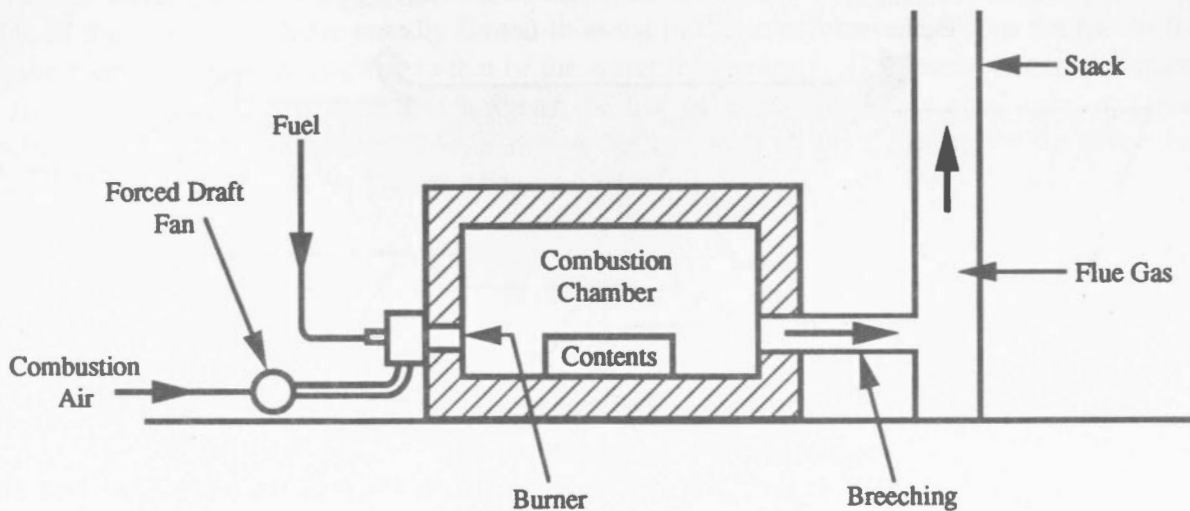 Stack
Fuel
Forced Draft
Fan
Combustion
Chamber
Flue Gas
Contents
Combustion
Air
Burner
Breeching